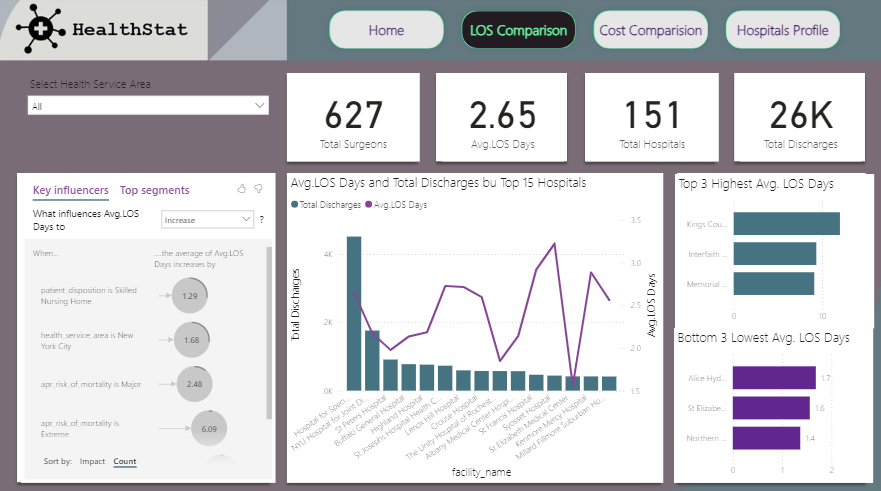 HealthStat
Home
LOS Comparison
Cost Comparision
Hospitals Profile
Select Health Service Area
All
627
Total Surgeons
2.65
Avg.LOS Days
151
Total Hospitals
26K
Total Discharges
Key influencers
Top segments
What influences Avg.LOS
Days to
Increase
?
When...
....the average of Avg.LOS
Days increases by
patient_disposition is Skilled
Nursing Home
1.29
health_service_area is New
York City
1.68
apr_risk_of_mortality is Major
2.48
apr_risk_of_mortality is
Extreme
6.09
Sort by:
Impact
Count
Avg.LOS Days and Total Discharges bu Top 15 Hospitals
Total Discharges
Avg.LOS Days
Total Discharges
4K
2K
0K
3.5
3.0
2.5
2.0
1.5
Avg.LOS Days
Hospital for Speci...
NYU Hospital for Joint Di...
St Peters Hospital
Buffalo General Hospital
Highland Hospital
St Josephs Hospital Health C...
Lenox Hill Hospital
Crouse Hospital
The Unity Hospital of Rochest...
Albany Medical Center Hospi...
St Francis Hospital
Syosset Hospital
St Elizabeth Medical Center
Kenmore Mercy Hospital
Millard Fillmore Suburban Ho...
facility_name
Top 3 Highest Avg. LOS Days
Kings Cou...
Interfaith ...
Memorial ...
0
10
Bottom 3 Lowest Avg. LOS Days
Alice Hyd...
1.7
St Elizabe...
1.6
Northern ...
1.4
0
1
2